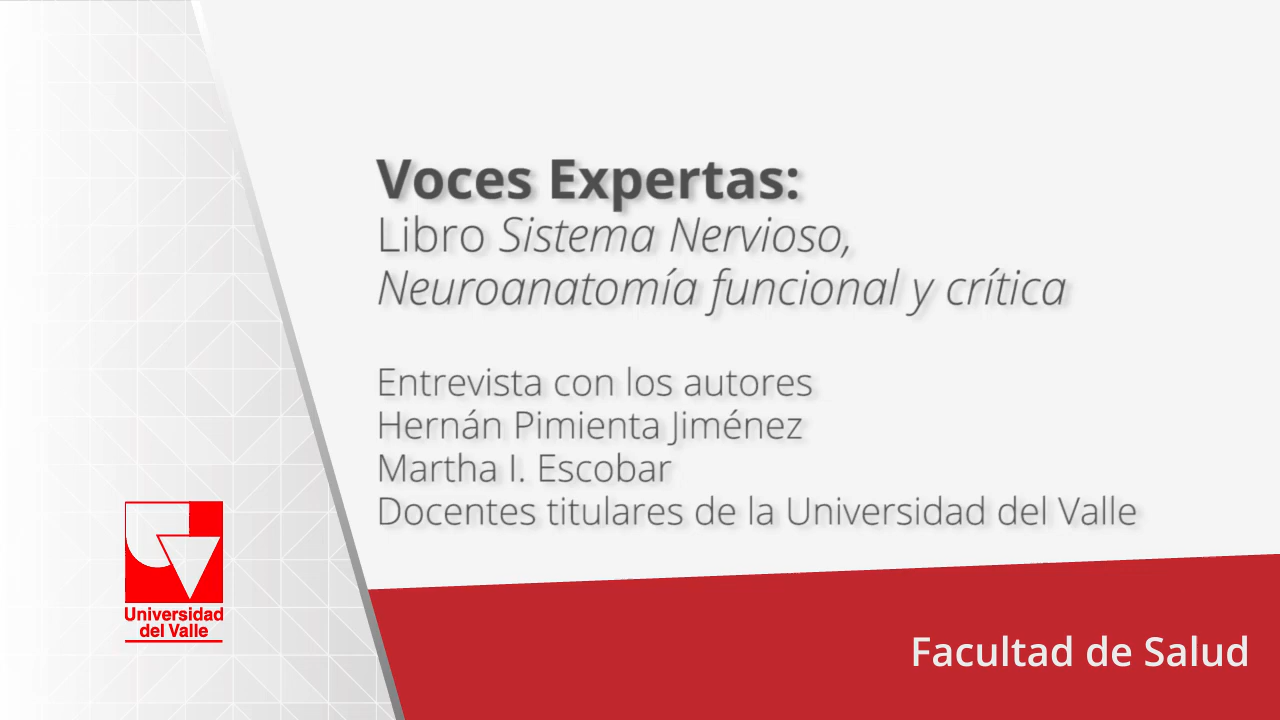 Voces Expertas:
Libro Sistema Nervioso,
Neuroanatomía funcional y crítica
Entrevista con los autores
Hernán Pimienta Jiménez
Martha I. Escobar
Docentes titulares de la Universidad del Valle
Universidad
del Valle
Facultad de Salud